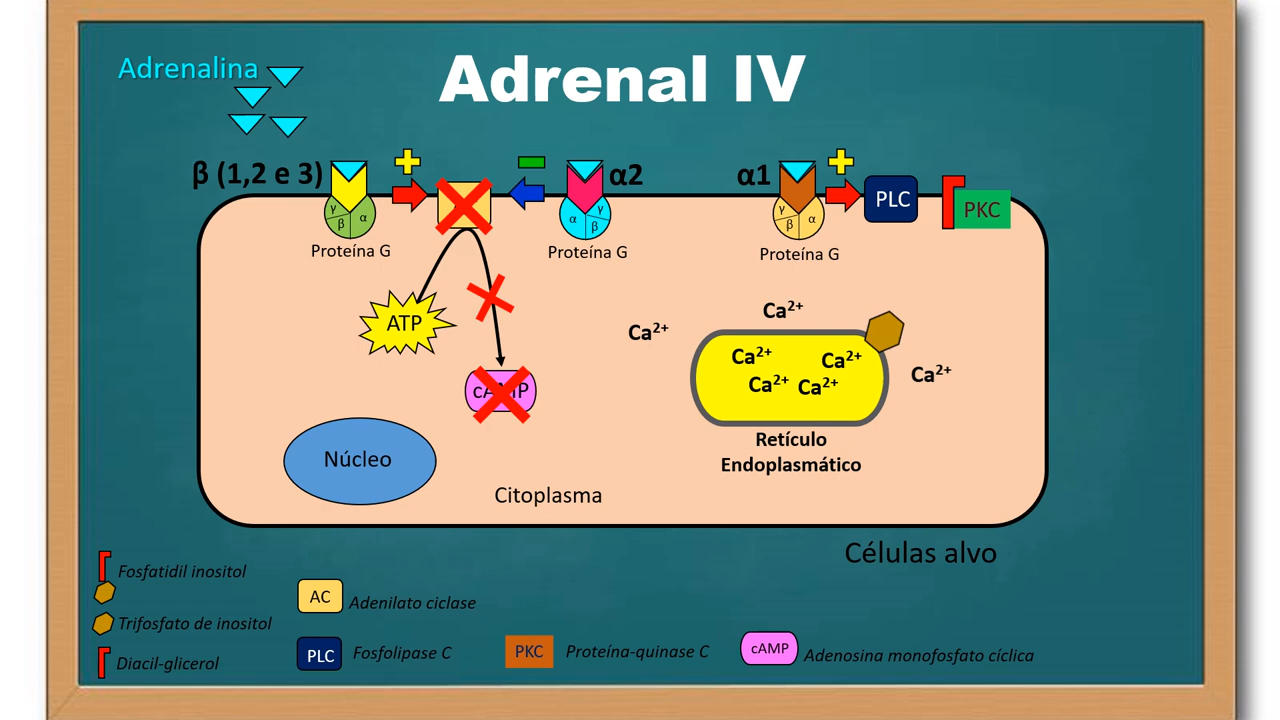 Adrenalina
Adrenal IV
β (1,2 e 3)
α2
α1
PLC
PKC
γ
β
α
α
γ
β
γ
β
α
Proteína G
Proteína G
Proteína G
ATP
cAMP
Ca²⁺
Ca²⁺
Ca²⁺
Ca²⁺
Ca²⁺
Ca²⁺
Ca²⁺
Retículo
Endoplasmático
Núcleo
Citoplasma
Células alvo
Fosfatidil inositol
Trifosfato de inositol
Diacil-glicerol
AC
Adenilato ciclase
PLC
Fosfolipase C
PKC
Proteína-quinase C
cAMP
Adenosina monofosfato cíclica